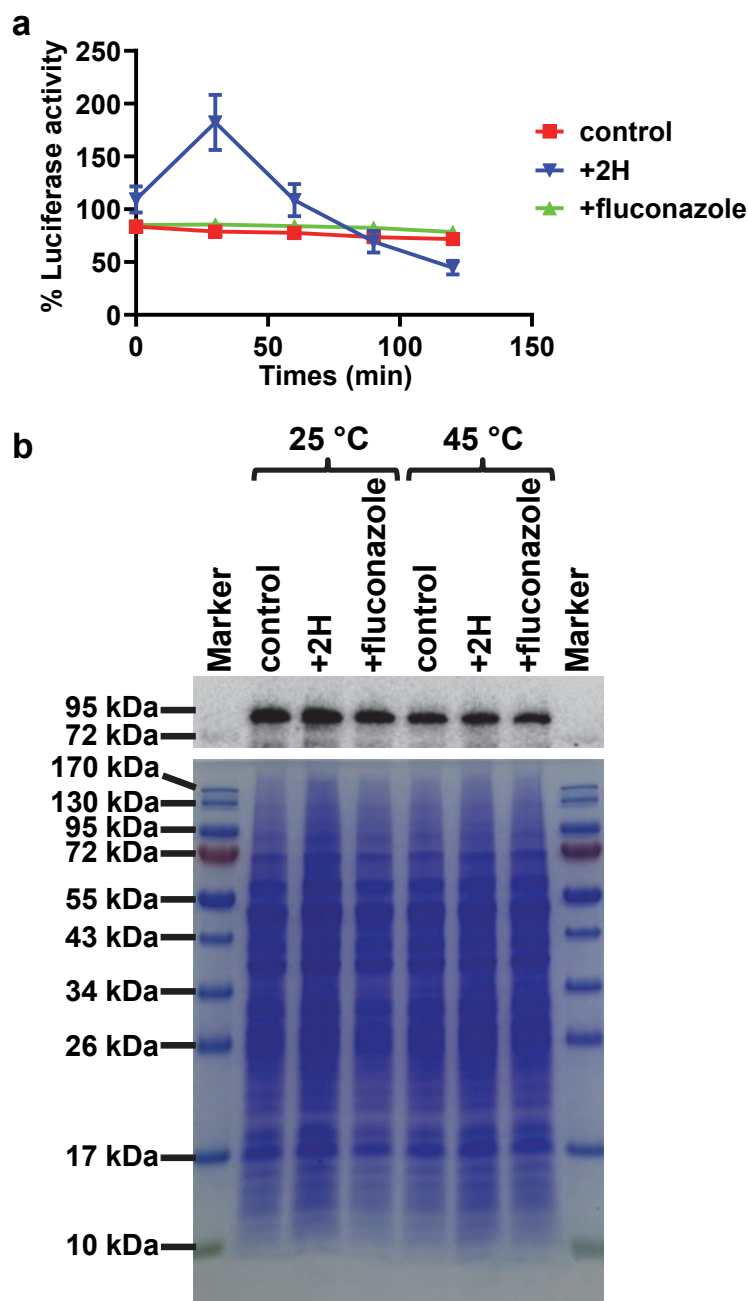 a
% Luciferase activity
250
200
150
100
50
0
0 50 100 150
Times (min)
control
+2H
+fluconazole
b
25 °C 45 °C
Marker control +2H +fluconazole control +2H +fluconazole Marker
95 kDa
72 kDa
170 kDa
130 kDa
95 kDa
72 kDa
55 kDa
43 kDa
34 kDa
26 kDa
17 kDa
10 kDa